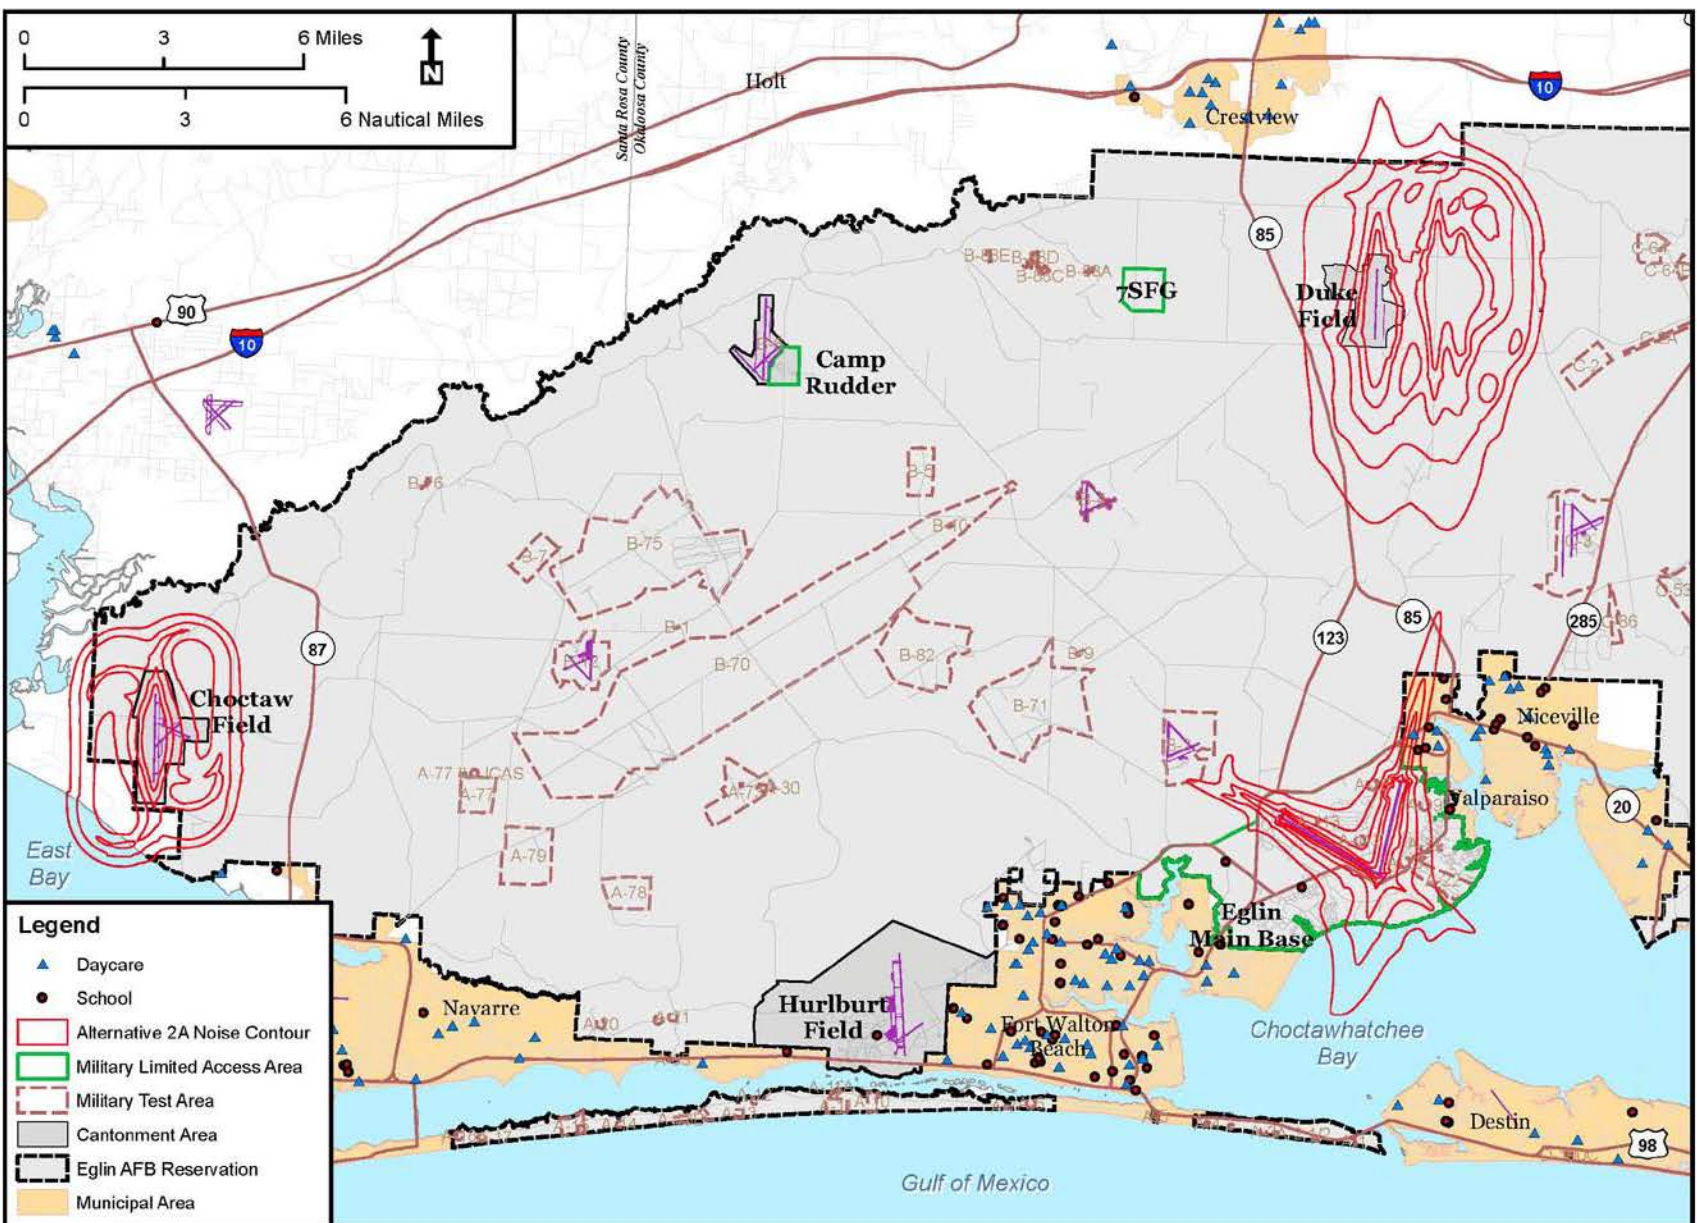 0 3 6 Miles
N
0 3 6 Nautical Miles
Santa Rosa County
Okaloosa County
Holt
10
Crestview
85
B-5
7SFG
Duke
Field
C-2
90
10
Camp
Rudder
B-75
B-7
B-1
B-70
B-82
B-9
B-71
C-3
87
123
85
285
Choctaw
Field
Niceville
Valparaiso
20
A-77
A-79
A-78
East
Bay
Eglin
Main Base
Hurlburt
Field
Navarre
Fort Walton
Beach
Choctawhatchee
Bay
Destin
98
Gulf of Mexico
Legend
Daycare
School
Alternative 2A Noise Contour
Military Limited Access Area
Military Test Area
Cantonment Area
Eglin AFB Reservation
Municipal Area